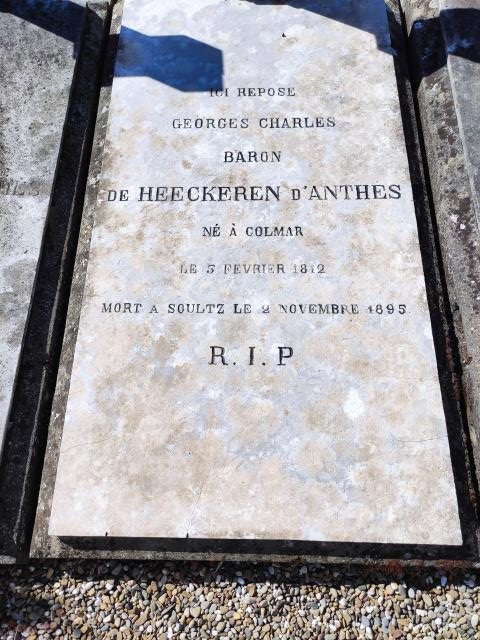 ICI REPOSE
GEORGES CHARLES
BARON
DE HEECKEREN D'ANTHES
NÉ À COLMAR
LE 5 FEVRIER 1812
MORT A SOULTZ LE 2 NOVEMBRE 1895
R. I. P